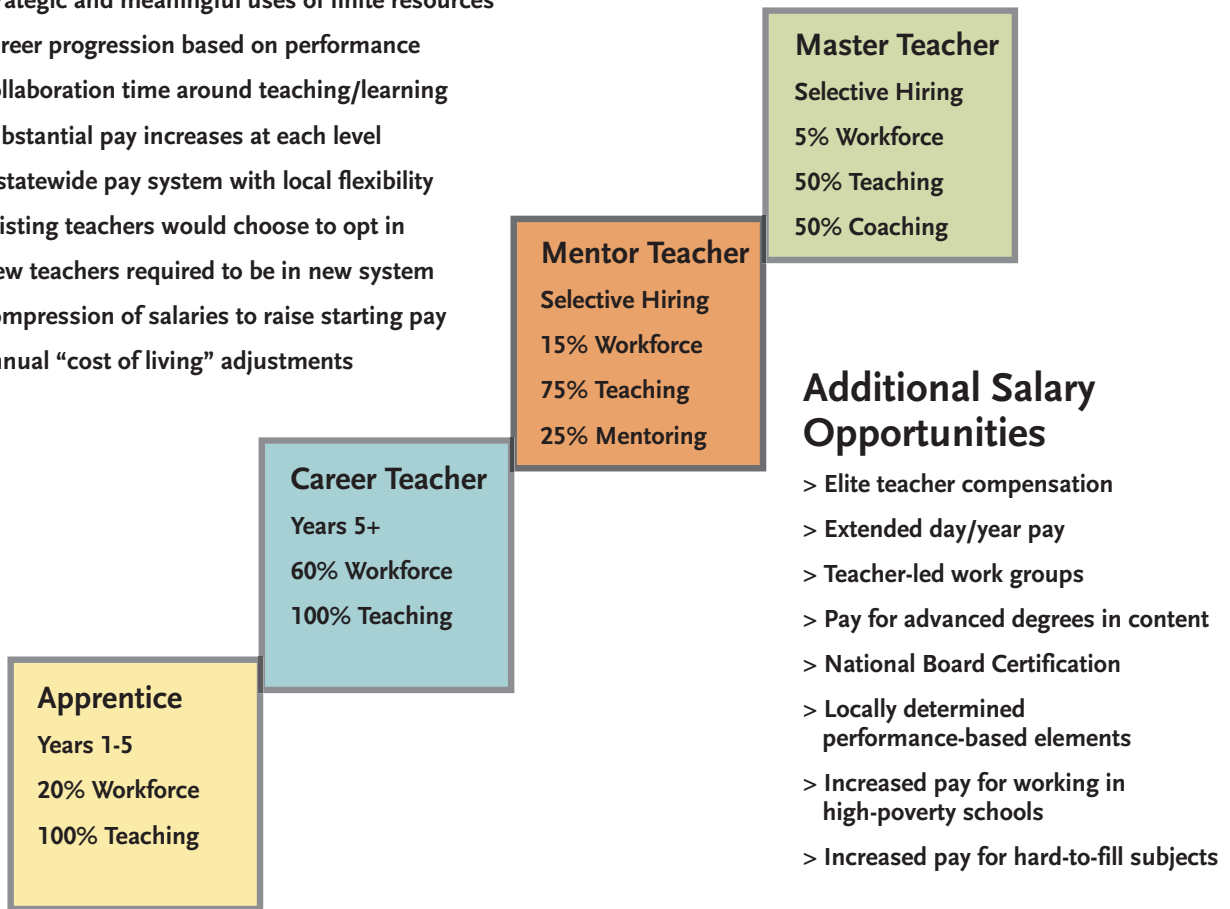 rategic and meaningful uses of finite resources
reer progression based on performance
ollaboration time around teaching/learning
bstantial pay increases at each level
statewide pay system with local flexibility
isting teachers would choose to opt in
ew teachers required to be in new system
ompression of salaries to raise starting pay
nnual “cost of living” adjustments
Master Teacher
Selective Hiring
5% Workforce
50% Teaching
50% Coaching
Mentor Teacher
Selective Hiring
15% Workforce
75% Teaching
25% Mentoring
Career Teacher
Years 5+
60% Workforce
100% Teaching
Apprentice
Years 1-5
20% Workforce
100% Teaching
Additional Salary
Opportunities
> Elite teacher compensation
> Extended day/year pay
> Teacher-led work groups
> Pay for advanced degrees in content
> National Board Certification
> Locally determined
performance-based elements
> Increased pay for working in
high-poverty schools
> Increased pay for hard-to-fill subjects